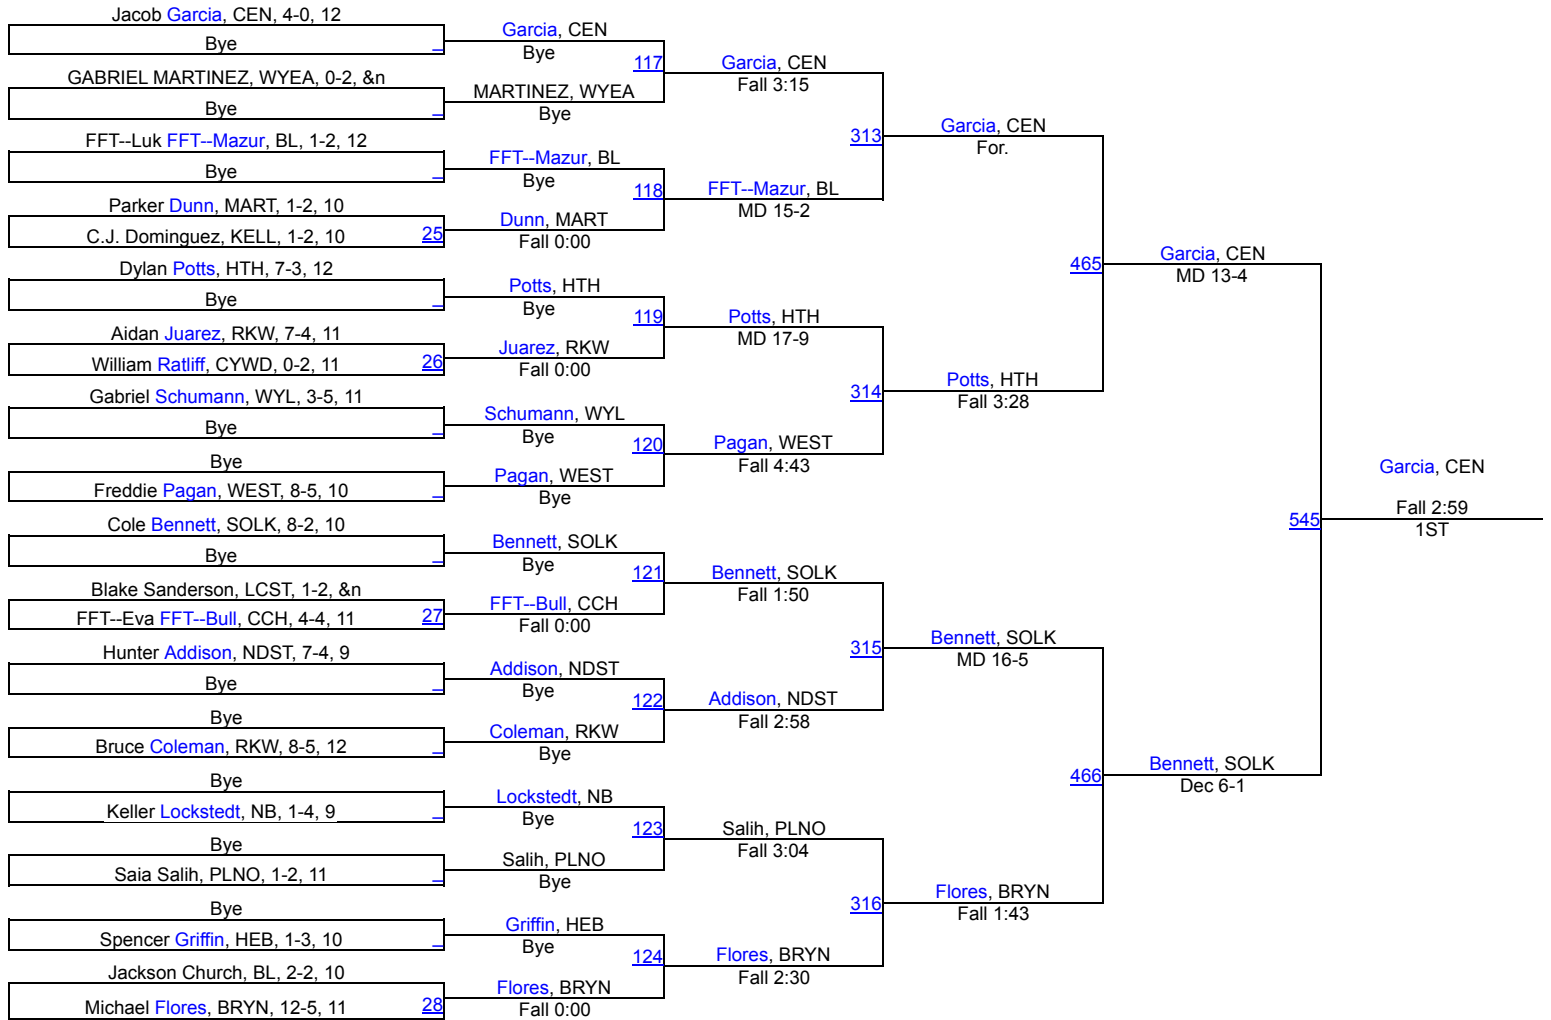 Jacob Garcia, CEN, 4-0, 12
Bye
GABRIEL MARTINEZ, WYEA, 0-2, &n
Bye
FFT--Luk FFT--Mazur, BL, 1-2, 12
Bye
Parker Dunn, MART, 1-2, 10
C.J. Dominguez, KELL, 1-2, 10 25
Dylan Potts, HTH, 7-3, 12
Bye
Aidan Juarez, RKW, 7-4, 11
William Ratliff, CYWD, 0-2, 11 26
Gabriel Schumann, WYL, 3-5, 11
Bye
Bye
Freddie Pagan, WEST, 8-5, 10
Cole Bennett, SOLK, 8-2, 10
Bye
Blake Sanderson, LCST, 1-2, &n
FFT--Eva FFT--Bull, CCH, 4-4, 11 27
Hunter Addison, NDST, 7-4, 9
Bye
Bye
Bruce Coleman, RKW, 8-5, 12
Bye
Keller Lockstedt, NB, 1-4, 9
Bye
Saia Salih, PLNO, 1-2, 11
Bye
Spencer Griffin, HEB, 1-3, 10
Jackson Church, BL, 2-2, 10
Michael Flores, BRYN, 12-5, 11 28
Garcia, CEN
Bye
117
MARTINEZ, WYEA
Bye
FFT--Mazur, BL
Bye
118
Dunn, MART
Fall 0:00
Potts, HTH
Bye
119
Juarez, RKW
Fall 0:00
Schumann, WYL
Bye
120
Pagan, WEST
Bye
Bennett, SOLK
Bye
121
FFT--Bull, CCH
Fall 0:00
Addison, NDST
Bye
122
Coleman, RKW
Bye
Lockstedt, NB
Bye
123
Salih, PLNO
Bye
Griffin, HEB
Bye
124
Flores, BRYN
Fall 0:00
Garcia, CEN
Fall 3:15
313
FFT--Mazur, BL
MD 15-2
Potts, HTH
MD 17-9
314
Pagan, WEST
Fall 4:43
Bennett, SOLK
Fall 1:50
315
Addison, NDST
Fall 2:58
Salih, PLNO
Fall 3:04
316
Flores, BRYN
Fall 2:30
Garcia, CEN
For.
465
Potts, HTH
Fall 3:28
Bennett, SOLK
MD 16-5
466
Flores, BRYN
Fall 1:43
Garcia, CEN
MD 13-4
545
Bennett, SOLK
Dec 6-1
Garcia, CEN
Fall 2:59
1ST